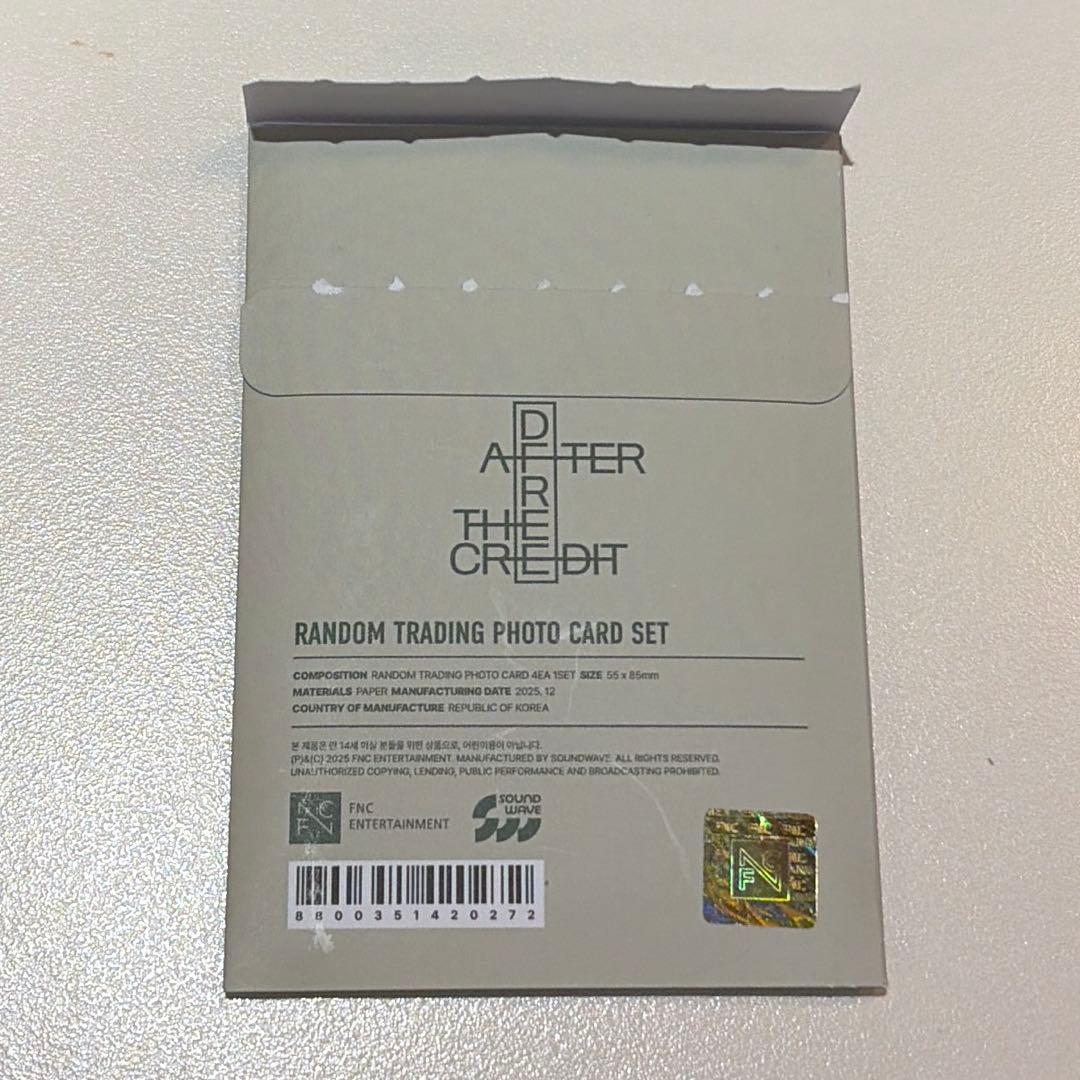 D
AFTER
R
THE
CREDIT
RANDOM TRADING PHOTO CARD SET
COMPOSITION RANDOM TRADING PHOTO CARD 4EA 1SET SIZE 55 x 85mm
MATERIALS PAPER MANUFACTURING DATE 2025. 12
COUNTRY OF MANUFACTURE REPUBLIC OF KOREA
본 제품은 만 14세 이상 분들을 위한 상품으로, 어린이용이 아닙니다.
(P)&(C) 2025 FNC ENTERTAINMENT. MANUFACTURED BY SOUNDWAVE. ALL RIGHTS RESERVED.
UNAUTHORIZED COPYING, LENDING, PUBLIC PERFORMANCE AND BROADCASTING PROHIBITED.
FNC
ENTERTAINMENT
SOUND
WAVE
FNC FNC FNC
8800351420272